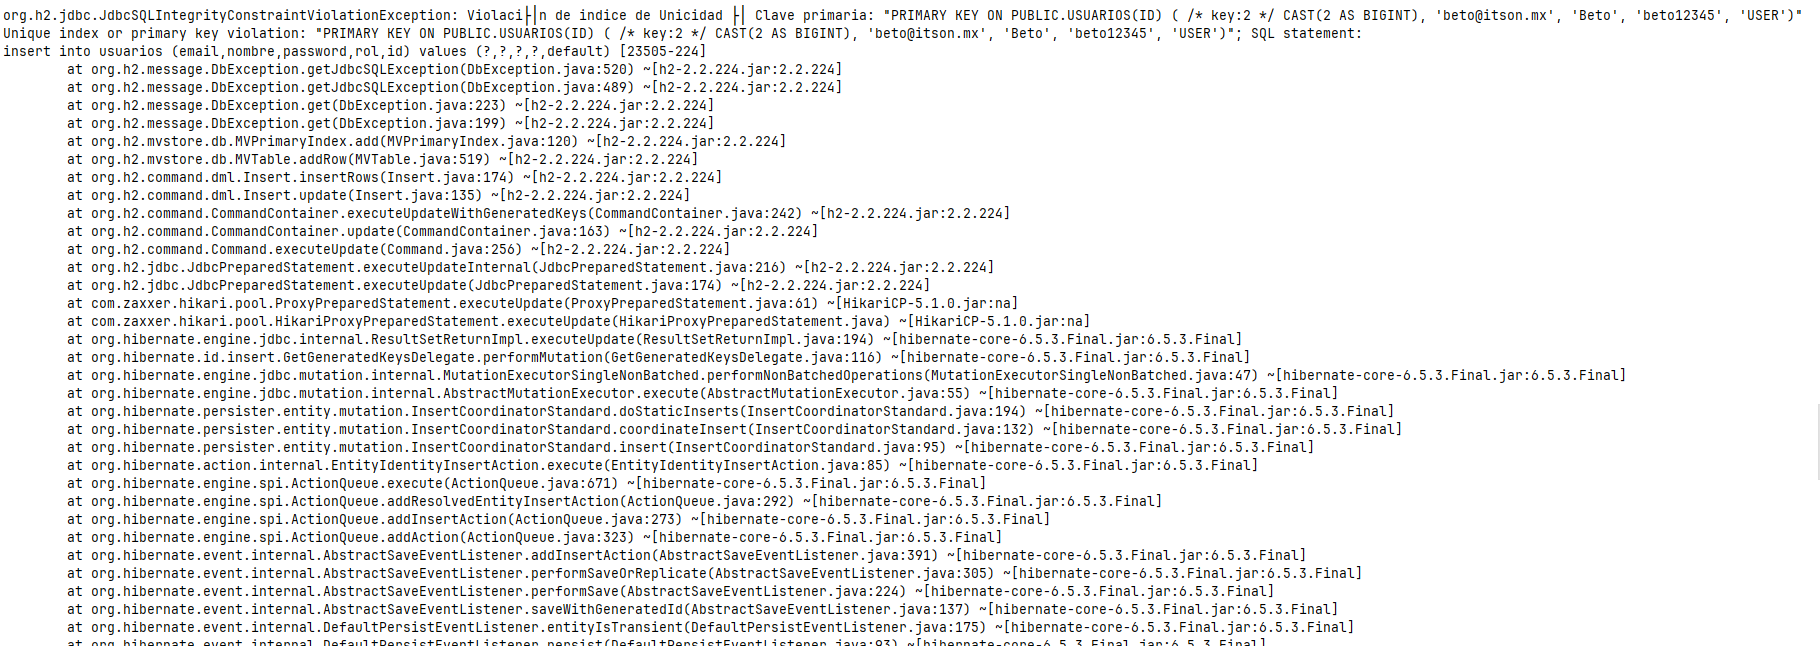 org.h2.jdbc.JdbcSQLIntegrityConstraintViolationException: Violaci├│n de indice de Unicidad ├│ Clave primaria: "PRIMARY KEY ON PUBLIC.USUARIOS(ID) ( /* key:2 */ CAST(2 AS BIGINT), 'beto@itson.mx', 'Beto', 'beto12345', 'USER')"
Unique index or primary key violation: "PRIMARY KEY ON PUBLIC.USUARIOS(ID) ( /* key:2 */ CAST(2 AS BIGINT), 'beto@itson.mx', 'Beto', 'beto12345', 'USER')"; SQL statement:
insert into usuarios (email,nombre,password,rol,id) values (?,?,?,?,default) [23505-224]
at org.h2.message.DbException.getJdbcSQLException(DbException.java:520) ~[h2-2.2.224.jar:2.2.224]
at org.h2.message.DbException.getJdbcSQLException(DbException.java:489) ~[h2-2.2.224.jar:2.2.224]
at org.h2.message.DbException.get(DbException.java:223) ~[h2-2.2.224.jar:2.2.224]
at org.h2.message.DbException.get(DbException.java:199) ~[h2-2.2.224.jar:2.2.224]
at org.h2.mvstore.db.MVPrimaryIndex.add(MVPrimaryIndex.java:120) ~[h2-2.2.224.jar:2.2.224]
at org.h2.mvstore.db.MVTable.addRow(MVTable.java:519) ~[h2-2.2.224.jar:2.2.224]
at org.h2.command.dml.Insert.insertRows(Insert.java:174) ~[h2-2.2.224.jar:2.2.224]
at org.h2.command.dml.Insert.update(Insert.java:135) ~[h2-2.2.224.jar:2.2.224]
at org.h2.command.CommandContainer.executeUpdateWithGeneratedKeys(CommandContainer.java:242) ~[h2-2.2.224.jar:2.2.224]
at org.h2.command.CommandContainer.update(CommandContainer.java:163) ~[h2-2.2.224.jar:2.2.224]
at org.h2.command.Command.executeUpdate(Command.java:256) ~[h2-2.2.224.jar:2.2.224]
at org.h2.jdbc.JdbcPreparedStatement.executeUpdateInternal(JdbcPreparedStatement.java:216) ~[h2-2.2.224.jar:2.2.224]
at org.h2.jdbc.JdbcPreparedStatement.executeUpdate(JdbcPreparedStatement.java:174) ~[h2-2.2.224.jar:2.2.224]
at com.zaxxer.hikari.pool.ProxyPreparedStatement.executeUpdate(ProxyPreparedStatement.java:61) ~[HikariCP-5.1.0.jar:na]
at com.zaxxer.hikari.pool.HikariProxyPreparedStatement.executeUpdate(HikariProxyPreparedStatement.java) ~[HikariCP-5.1.0.jar:na]
at org.hibernate.engine.jdbc.internal.ResultSetReturnImpl.executeUpdate(ResultSetReturnImpl.java:194) ~[hibernate-core-6.5.3.Final.jar:6.5.3.Final]
at org.hibernate.id.insert.GetGeneratedKeysDelegate.performMutation(GetGeneratedKeysDelegate.java:116) ~[hibernate-core-6.5.3.Final.jar:6.5.3.Final]
at org.hibernate.engine.jdbc.mutation.internal.MutationExecutorSingleNonBatched.performNonBatchedOperations(MutationExecutorSingleNonBatched.java:47) ~[hibernate-core-6.5.3.Final.jar:6.5.3.Final]
at org.hibernate.engine.jdbc.mutation.internal.AbstractMutationExecutor.execute(AbstractMutationExecutor.java:55) ~[hibernate-core-6.5.3.Final.jar:6.5.3.Final]
at org.hibernate.persister.entity.mutation.InsertCoordinatorStandard.doStaticInserts(InsertCoordinatorStandard.java:194) ~[hibernate-core-6.5.3.Final.jar:6.5.3.Final]
at org.hibernate.persister.entity.mutation.InsertCoordinatorStandard.coordinateInsert(InsertCoordinatorStandard.java:132) ~[hibernate-core-6.5.3.Final.jar:6.5.3.Final]
at org.hibernate.persister.entity.mutation.InsertCoordinatorStandard.insert(InsertCoordinatorStandard.java:95) ~[hibernate-core-6.5.3.Final.jar:6.5.3.Final]
at org.hibernate.action.internal.EntityIdentityInsertAction.execute(EntityIdentityInsertAction.java:85) ~[hibernate-core-6.5.3.Final.jar:6.5.3.Final]
at org.hibernate.engine.spi.ActionQueue.execute(ActionQueue.java:671) ~[hibernate-core-6.5.3.Final.jar:6.5.3.Final]
at org.hibernate.engine.spi.ActionQueue.addResolvedEntityInsertAction(ActionQueue.java:292) ~[hibernate-core-6.5.3.Final.jar:6.5.3.Final]
at org.hibernate.engine.spi.ActionQueue.addInsertAction(ActionQueue.java:273) ~[hibernate-core-6.5.3.Final.jar:6.5.3.Final]
at org.hibernate.engine.spi.ActionQueue.addAction(ActionQueue.java:323) ~[hibernate-core-6.5.3.Final.jar:6.5.3.Final]
at org.hibernate.event.internal.AbstractSaveEventListener.addInsertAction(AbstractSaveEventListener.java:391) ~[hibernate-core-6.5.3.Final.jar:6.5.3.Final]
at org.hibernate.event.internal.AbstractSaveEventListener.performSaveOrReplicate(AbstractSaveEventListener.java:305) ~[hibernate-core-6.5.3.Final.jar:6.5.3.Final]
at org.hibernate.event.internal.AbstractSaveEventListener.performSave(AbstractSaveEventListener.java:224) ~[hibernate-core-6.5.3.Final.jar:6.5.3.Final]
at org.hibernate.event.internal.AbstractSaveEventListener.saveWithGeneratedId(AbstractSaveEventListener.java:137) ~[hibernate-core-6.5.3.Final.jar:6.5.3.Final]
at org.hibernate.event.internal.DefaultPersistEventListener.entityIsTransient(DefaultPersistEventListener.java:175) ~[hibernate-core-6.5.3.Final.jar:6.5.3.Final]
at org.hibernate.event.internal.DefaultPersistEventListener.persist(DefaultPersistEventListener.java:93) ~[hibernate-core-6.5.3.Final.jar:6.5.3.Final]